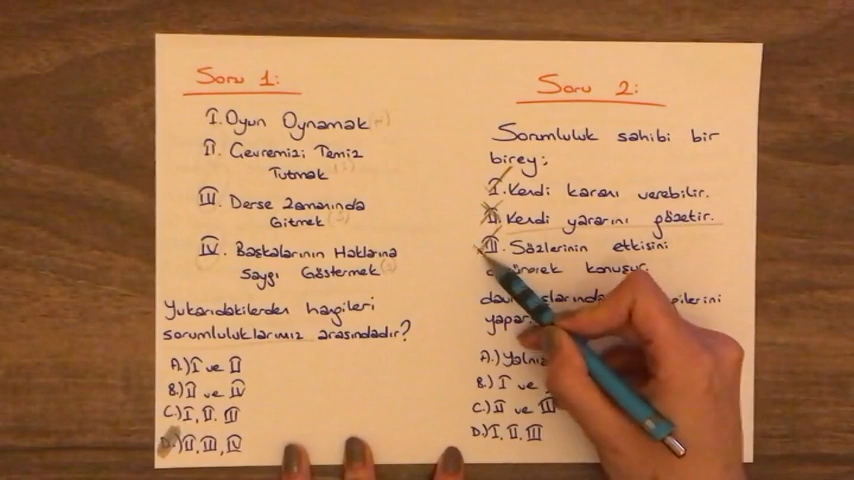 Soru 1:
I. Oyun Oynamak
II. Çevremizi Temiz
Tutmak
III. Derse Zamanında
Gitmek
IV. Başkalarının Haklarına
Saygı Göstermek
Yukarıdakilerden hangileri
sorumluluklarımız arasındadır?
A.) I ve II
B.) II ve IV
C.) I, II, III
D.) II, III, IV
Soru 2:
Sorumluluk sahibi bir
birey;
I. Kendi kararı verebilir.
II. Kendi yararını gözetir.
III. Sözlerinin etkisini
konuşur.
yapar.
A.) Yalnız
B.) I ve
C.) II ve III
D.) I, II, III